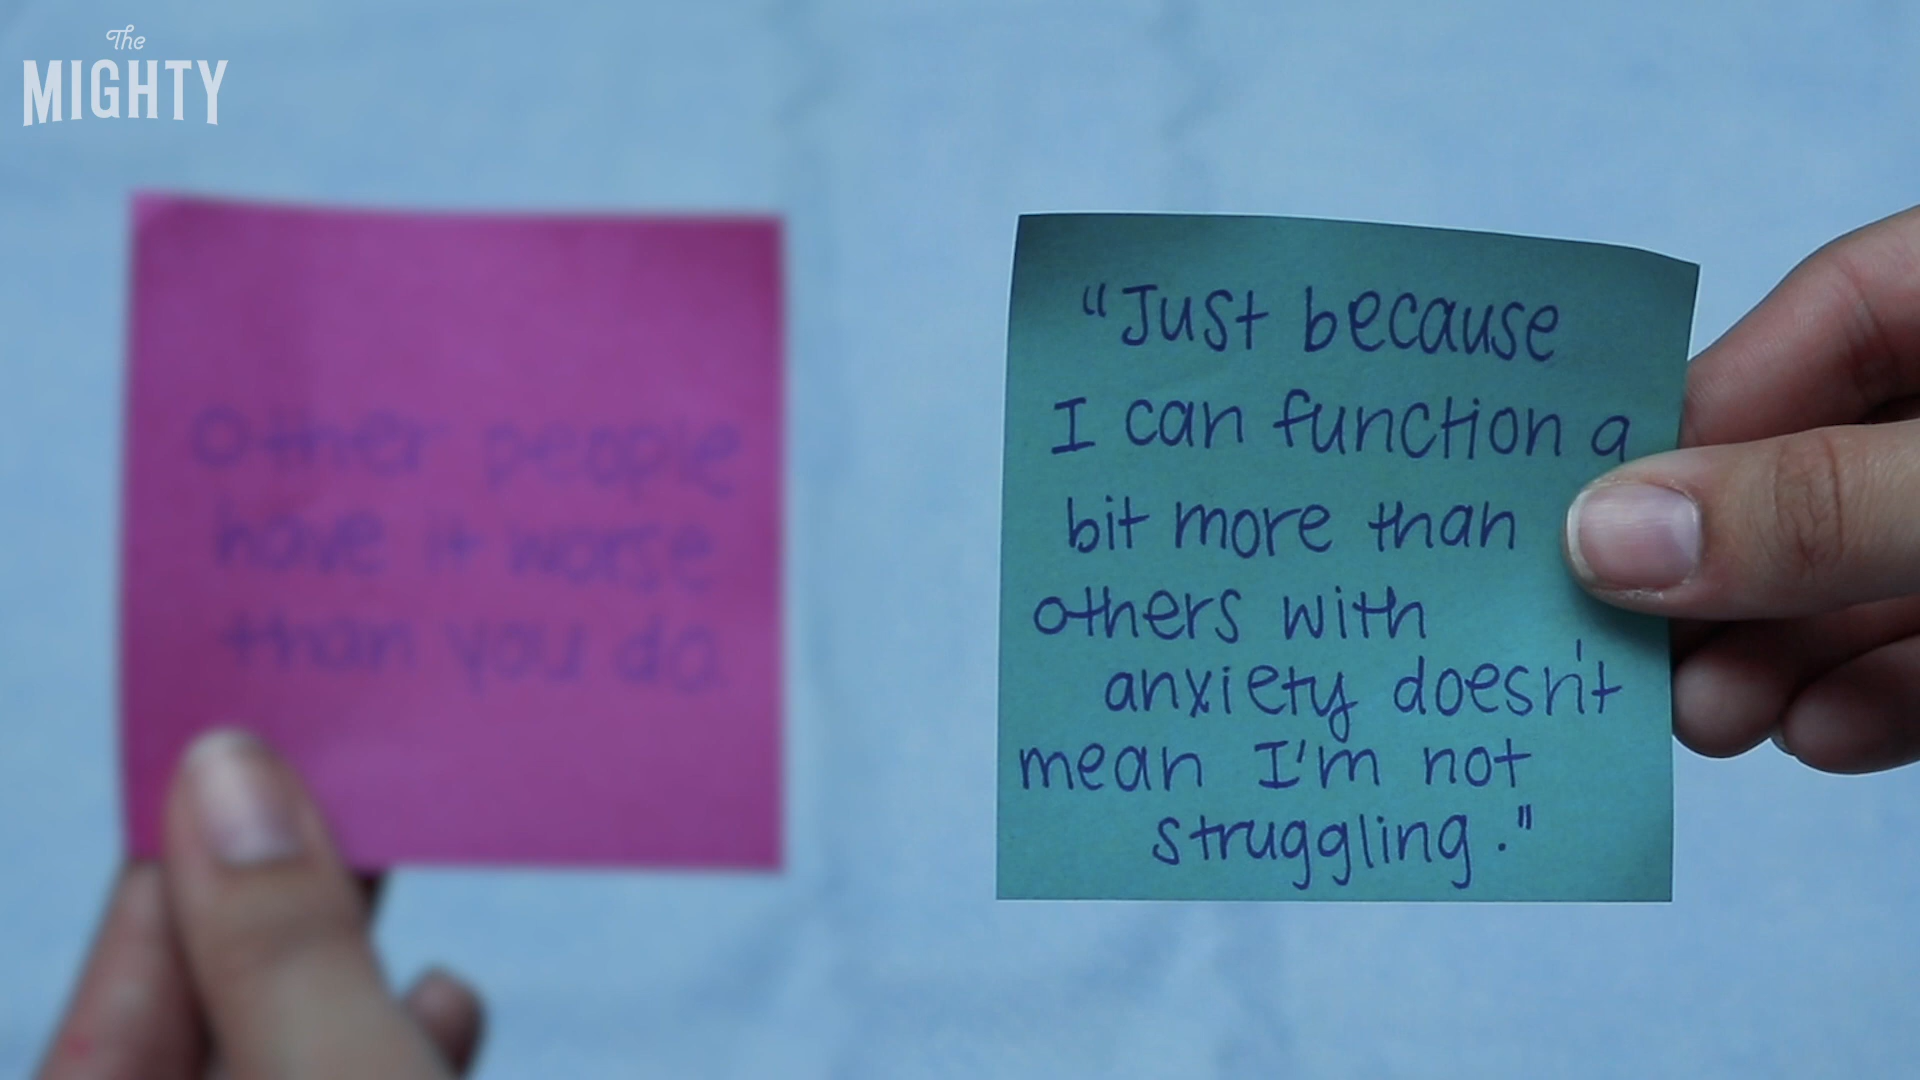 The
MIGHTY
Other people
have it worse
than you do
"Just because
I can function a
bit more than
others with
anxiety doesn't
mean I'm not
struggling."